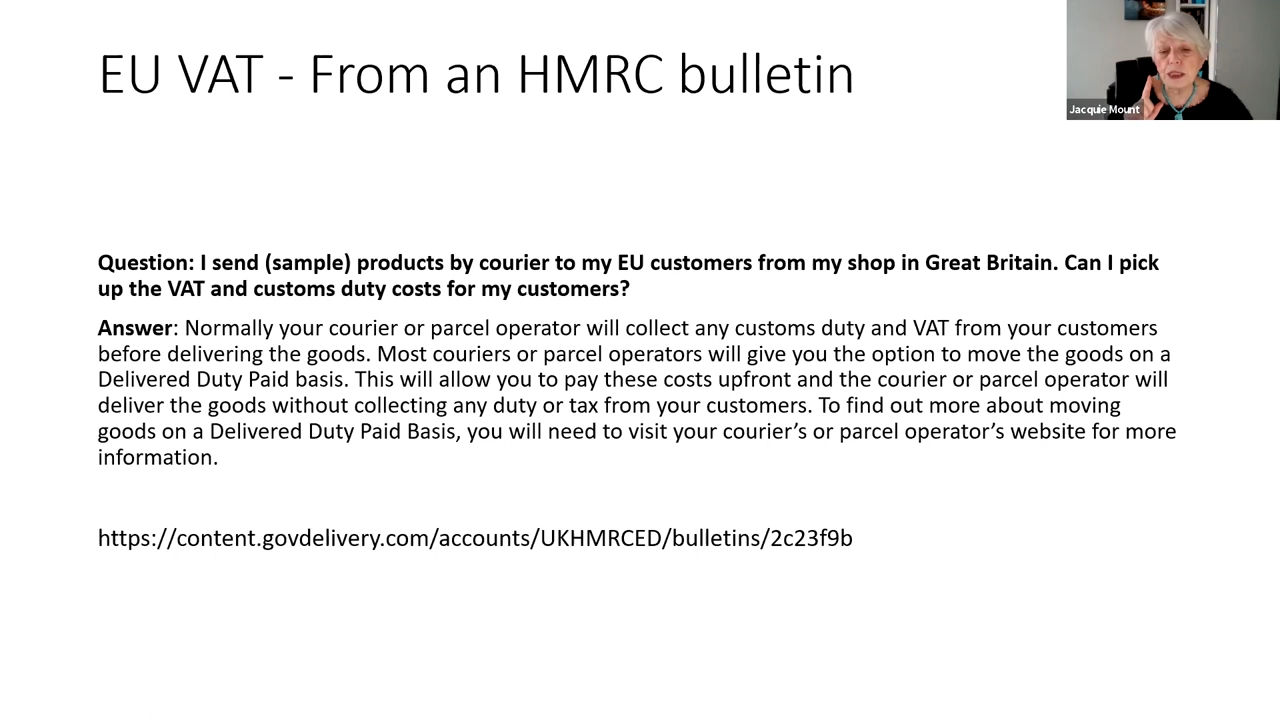 EU VAT - From an HMRC bulletin
Jacquie Mount
Question: I send (sample) products by courier to my EU customers from my shop in Great Britain. Can I pick
up the VAT and customs duty costs for my customers?
Answer: Normally your courier or parcel operator will collect any customs duty and VAT from your customers
before delivering the goods. Most couriers or parcel operators will give you the option to move the goods on a
Delivered Duty Paid basis. This will allow you to pay these costs upfront and the courier or parcel operator will
deliver the goods without collecting any duty or tax from your customers. To find out more about moving
goods on a Delivered Duty Paid Basis, you will need to visit your courier’s or parcel operator’s website for more
information.
https://content.govdelivery.com/accounts/UKHMRCED/bulletins/2c23f9b